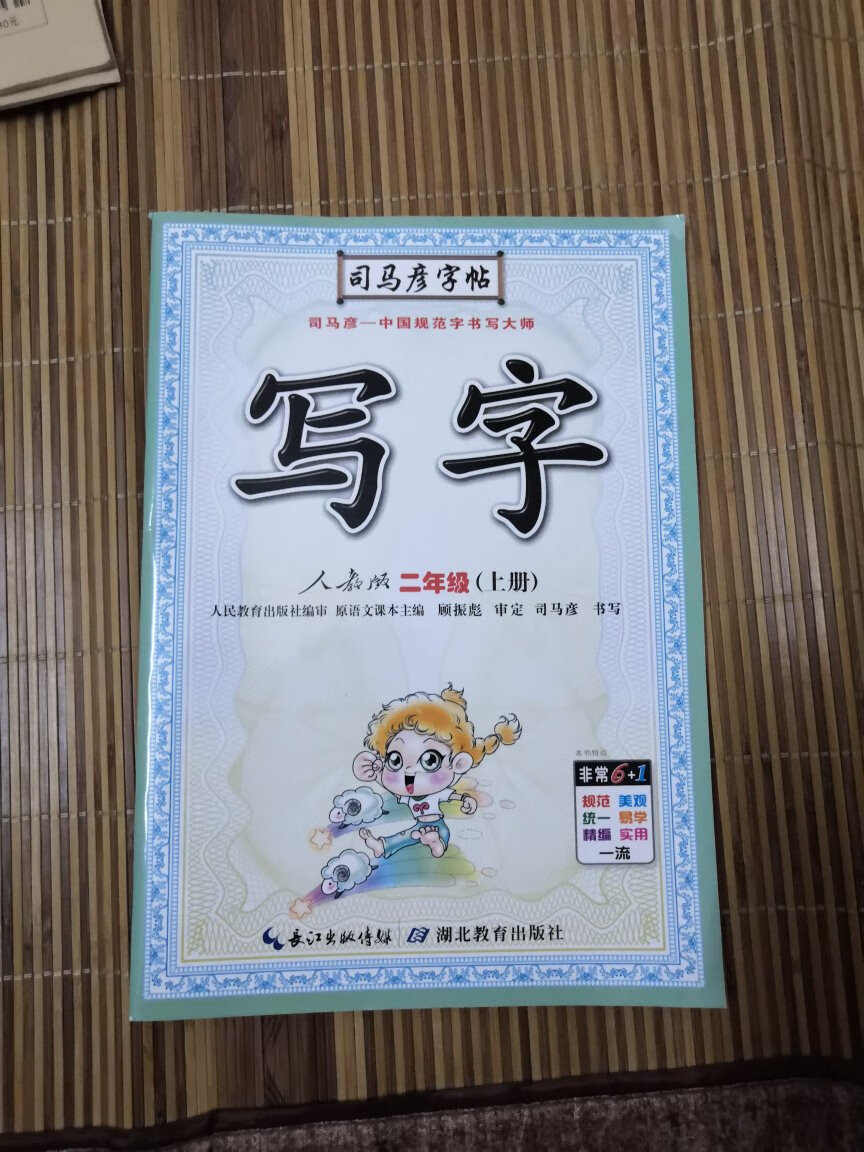 0元
司马彦字帖
司马彦—中国规范字书写大师
写字
人教版 二年级(上册)
人民教育出版社编审 原语文课本主编 顾振彪 审定 司马彦 书写
本书特点
非常6+1
规范 美观
统一 易学
精编 实用
一流
长江出版传媒 湖北教育出版社